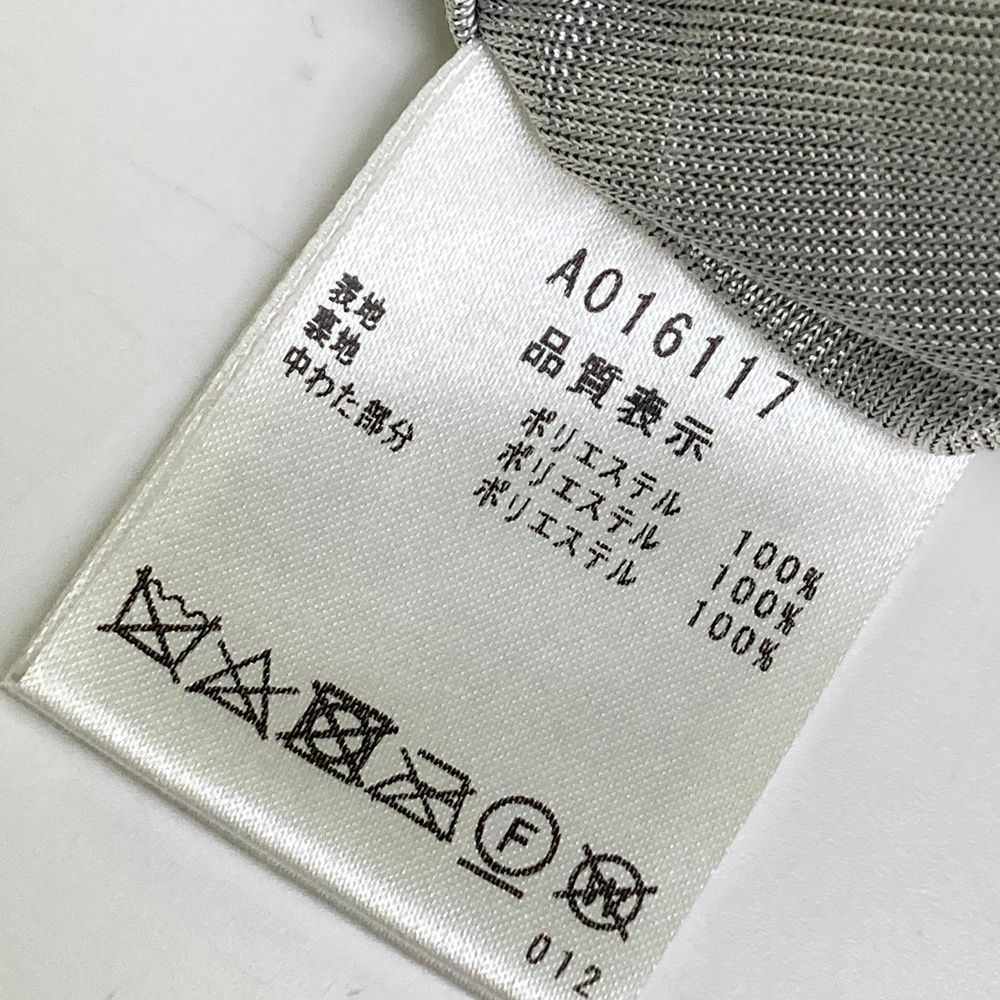 A016117
品質表示
表地 ポリエステル 100%
裏地 ポリエステル 100%
中わた部分 ポリエステル 100%
F
W
012